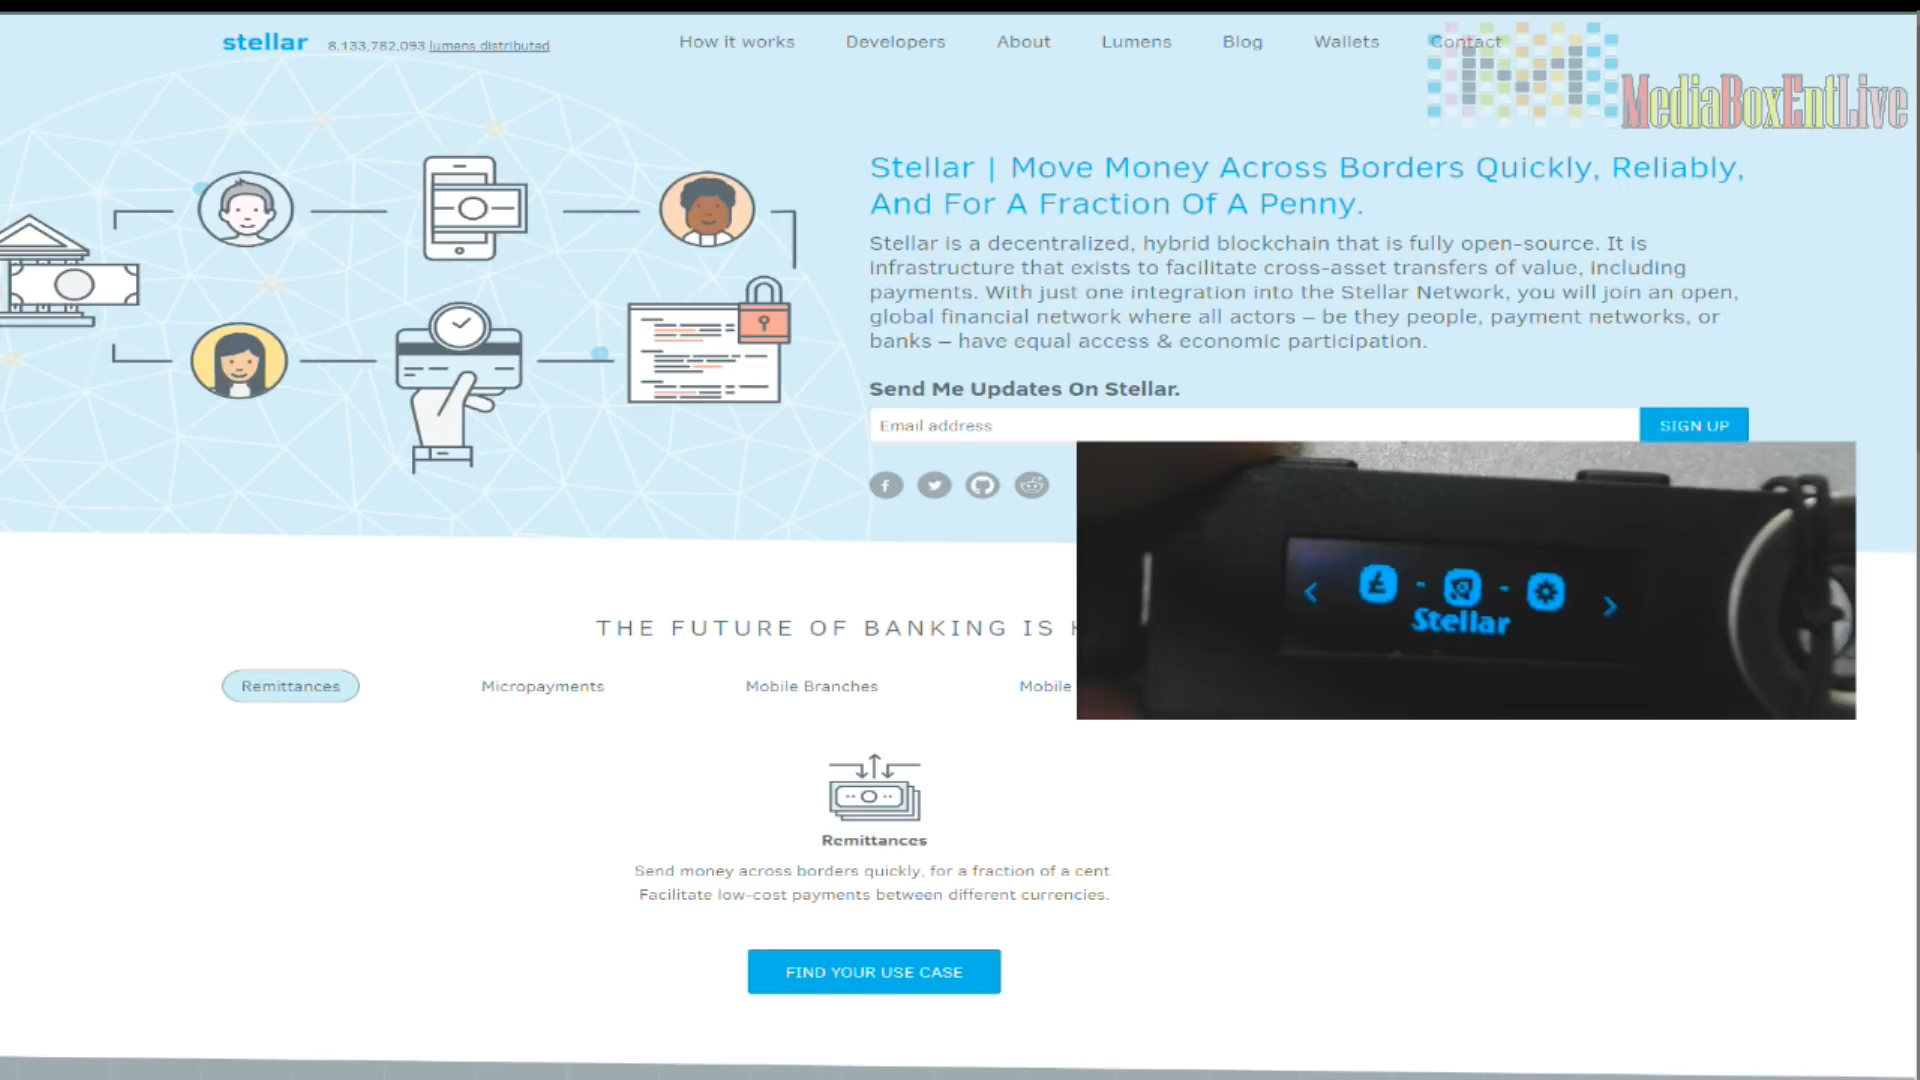 stellar 8,133,782,093 lumens distributed How it works Developers About Lumens Blog Wallets Contact
MediaBoxEntLive
Stellar | Move Money Across Borders Quickly, Reliably,
And For A Fraction Of A Penny.
Stellar is a decentralized, hybrid blockchain that is fully open-source. It is
infrastructure that exists to facilitate cross-asset transfers of value, including
payments. With just one integration into the Stellar Network, you will join an open,
global financial network where all actors – be they people, payment networks, or
banks – have equal access & economic participation.
Send Me Updates On Stellar.
Email address SIGN UP
Stellar
THE FUTURE OF BANKING IS
Remittances Micropayments Mobile Branches Mobile
Remittances
Send money across borders quickly, for a fraction of a cent.
Facilitate low-cost payments between different currencies.
FIND YOUR USE CASE